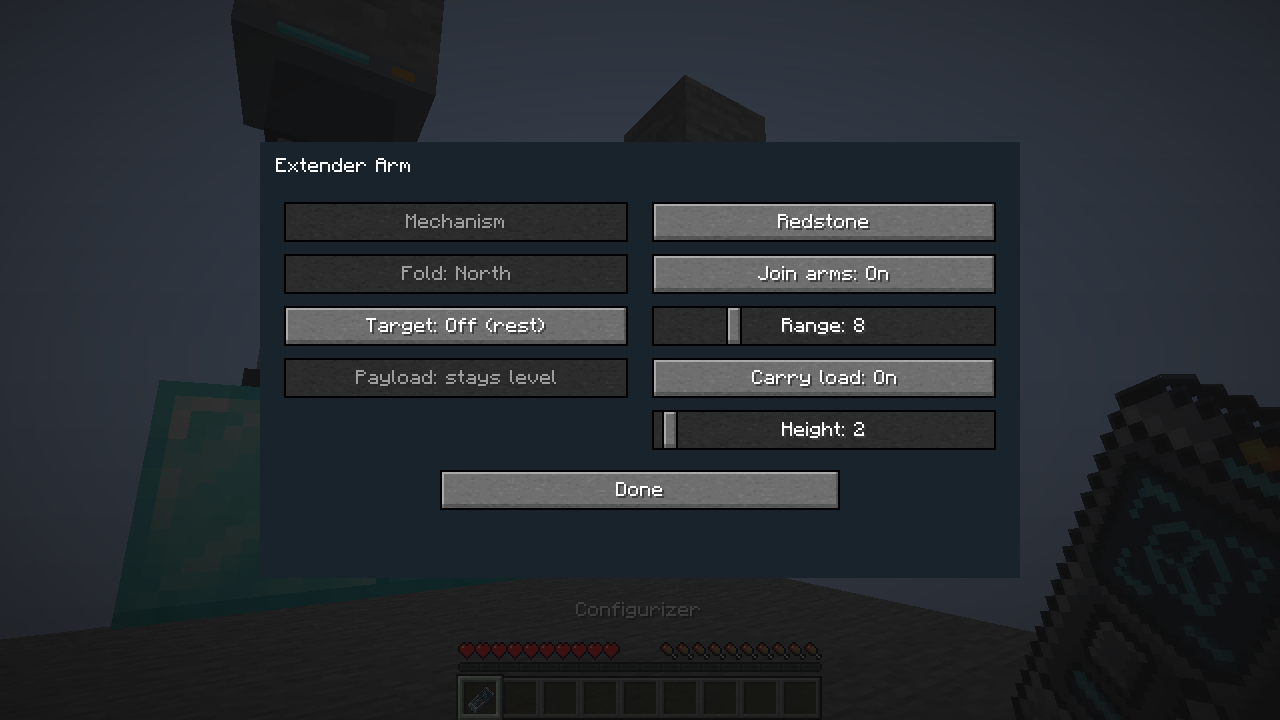 Extender Arm
Mechanism
Redstone
Fold: North
Join arms: On
Target: Off (rest)
Range: 8
Payload: stays level
Carry load: On
Height: 2
Done
Configurizer